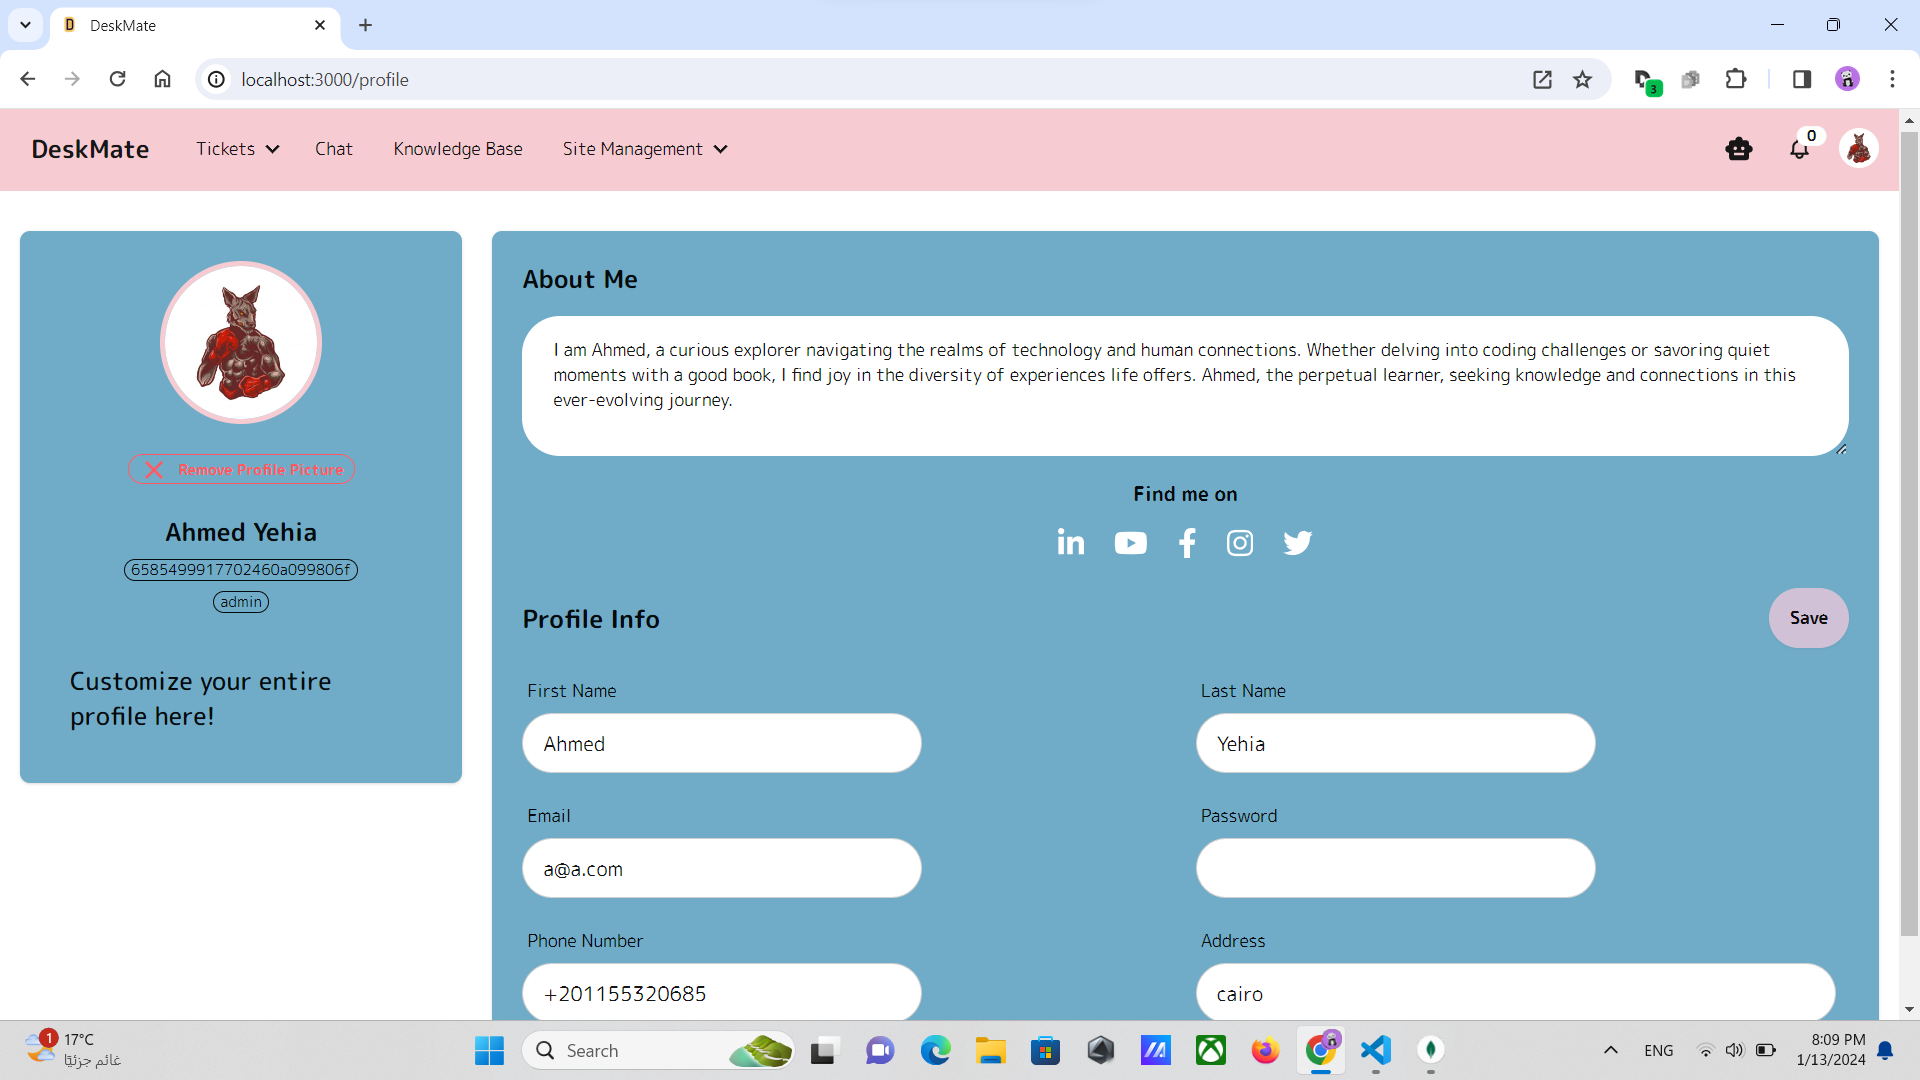 DeskMate
localhost:3000/profile
3
DeskMate
Tickets
Chat
Knowledge Base
Site Management
0
About Me
I am Ahmed, a curious explorer navigating the realms of technology and human connections. Whether delving into coding challenges or savoring quiet
moments with a good book, I find joy in the diversity of experiences life offers. Ahmed, the perpetual learner, seeking knowledge and connections in this
ever-evolving journey.
Remove Profile Picture
Ahmed Yehia
6585499917702460a099806f
admin
Customize your entire
profile here!
Find me on
Profile Info
Save
First Name
Last Name
Ahmed
Yehia
Email
Password
a@a.com
Phone Number
Address
+201155320685
cairo
1
17°C
غائم جزئيًا
Search
ENG
8:09 PM
1/13/2024